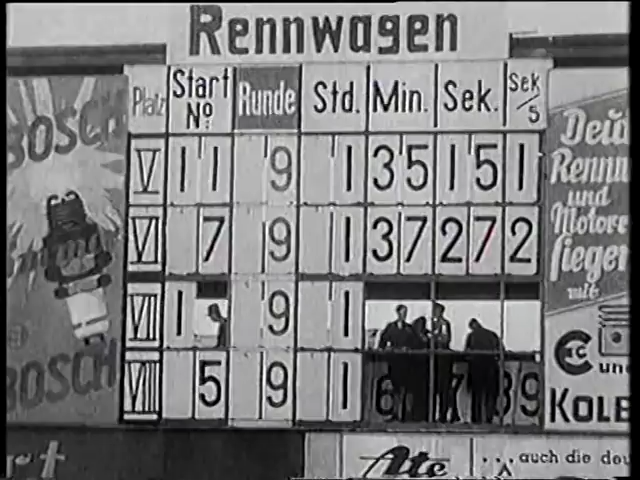 Rennwagen
Platz Start Nº Runde Std. Min. Sek. Sek/5
V 11 9 1 35 15 1
VI 7 9 1 37 27 2
VII 1 9 1
VIII 5 9 1
BOSCH
BOSCH
Renn
und
Motore
siegen
mit
und
KOLB
Ate
...auch die deu